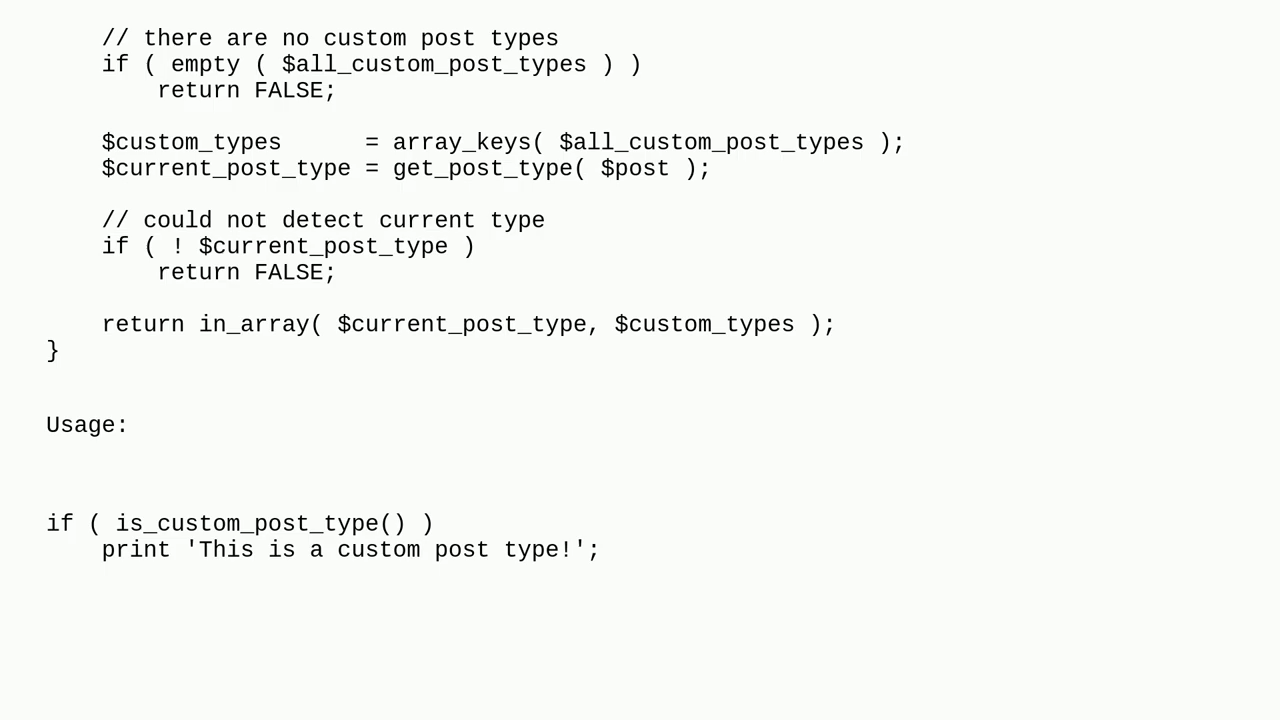 // there are no custom post types
    if ( empty ( $all_custom_post_types ) )
        return FALSE;

    $custom_types      = array_keys( $all_custom_post_types );
    $current_post_type = get_post_type( $post );

    // could not detect current type
    if ( ! $current_post_type )
        return FALSE;

    return in_array( $current_post_type, $custom_types );
}

Usage:

if ( is_custom_post_type() )
    print 'This is a custom post type!';